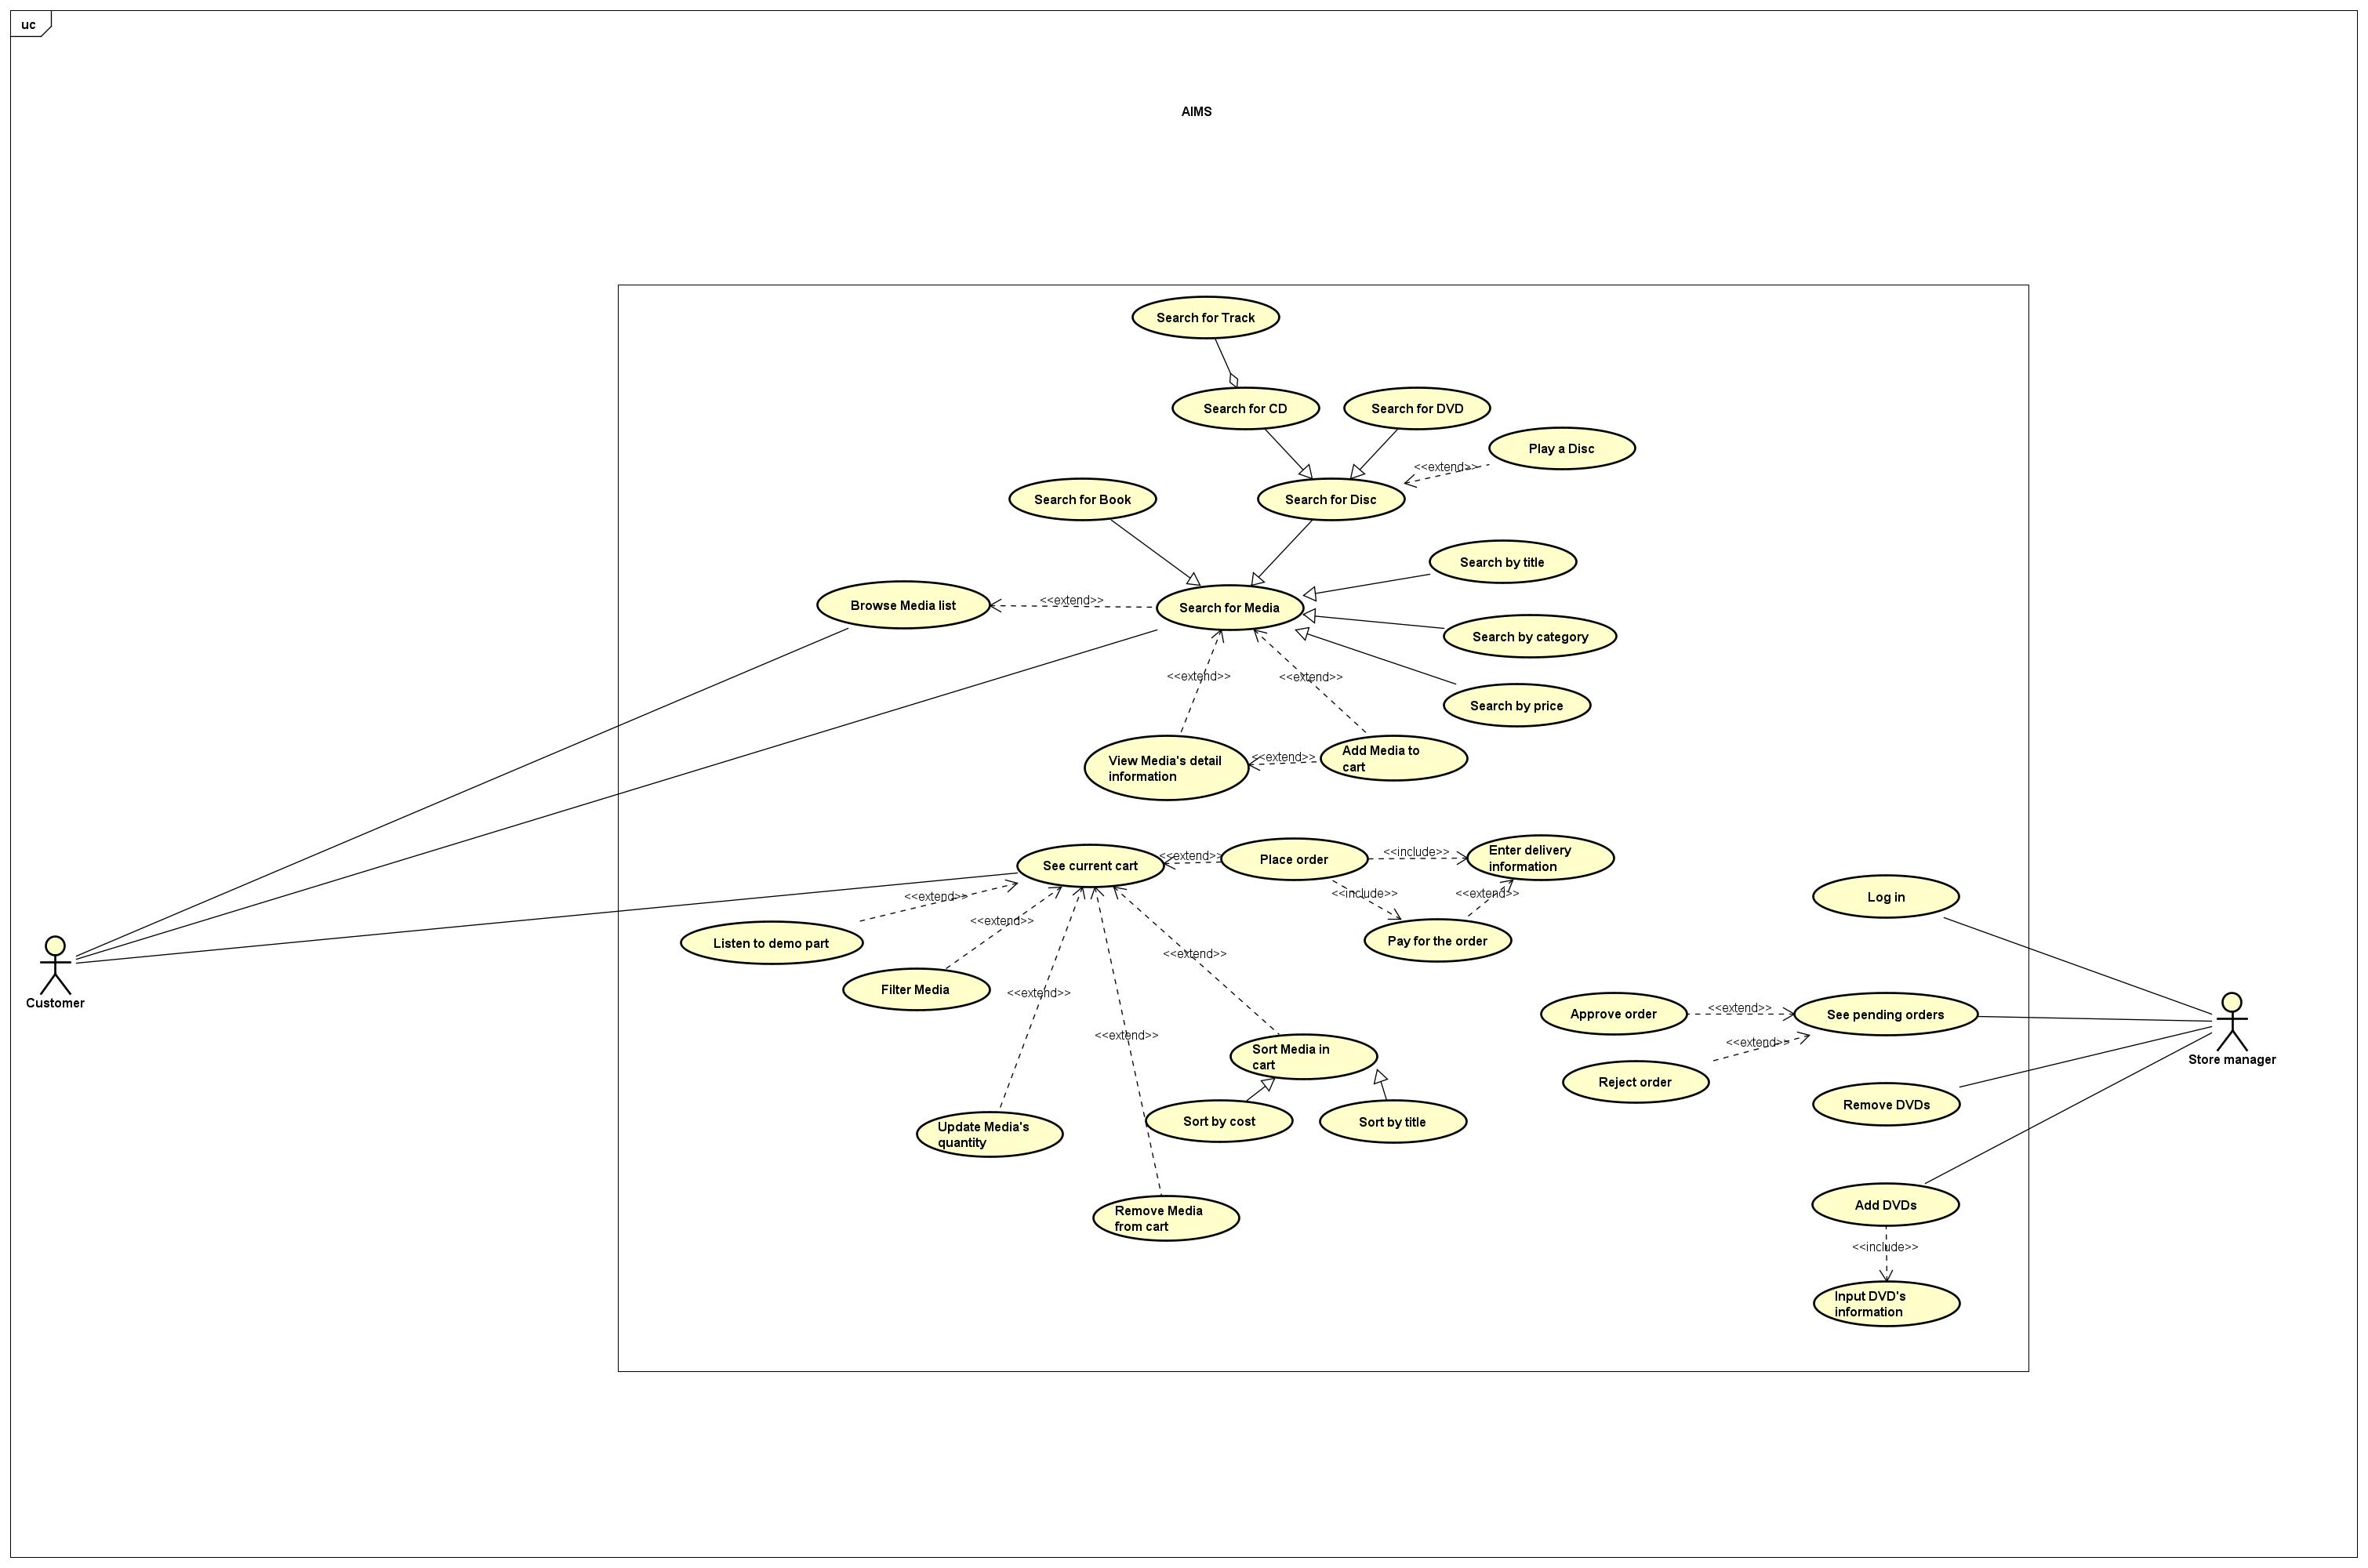 uc
AIMS
Search for Track
Search for CD
Search for DVD
Play a Disc
<<extend>>
Search for Book
Search for Disc
Search by title
Browse Media list
<<extend>>
Search for Media
Search by category
<<extend>>
<<extend>>
Search by price
View Media's detail
information
<<extend>>
Add Media to
cart
See current cart
<<extend>>
Place order
<<include>>
Enter delivery
information
<<extend>>
<<include>>
<<extend>>
Log in
Listen to demo part
<<extend>>
Pay for the order
<<extend>>
Filter Media
<<extend>>
Customer
<<extend>>
Approve order
<<extend>>
See pending orders
<<extend>>
Sort Media in
cart
<<extend>>
Reject order
Store manager
Remove DVDs
Update Media's
quantity
Sort by cost
Sort by title
Remove Media
from cart
Add DVDs
<<include>>
Input DVD's
information